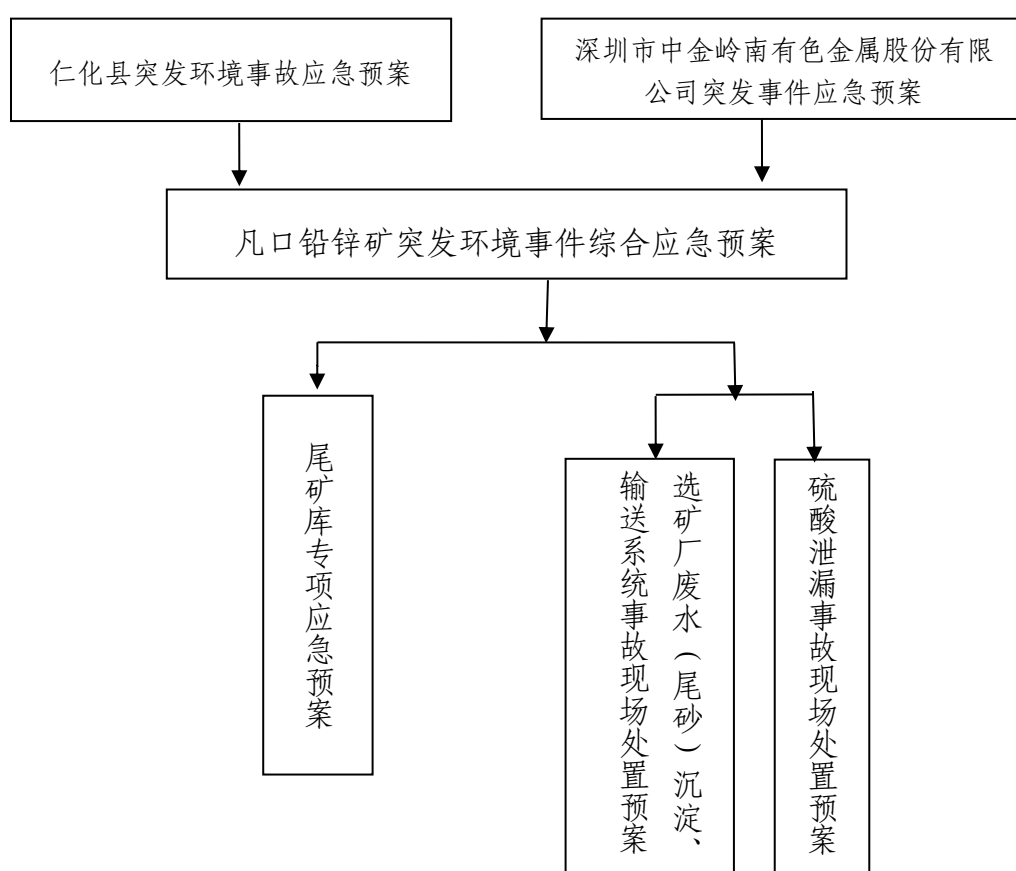 仁化县突发环境事故应急预案
深圳市中金岭南有色金属股份有限
公司突发事件应急预案
凡口铅锌矿突发环境事件综合应急预案
尾矿库专项应急预案
选矿厂废水（尾砂）沉淀、
输送系统事故现场处置预案
硫酸泄漏事故现场处置预案